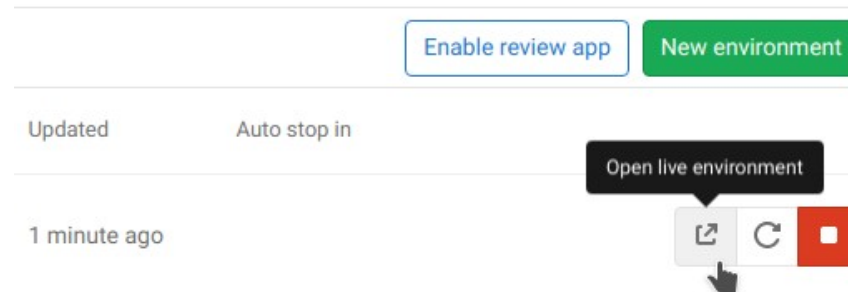 Enable review app New environment
Updated Auto stop in
Open live environment
1 minute ago